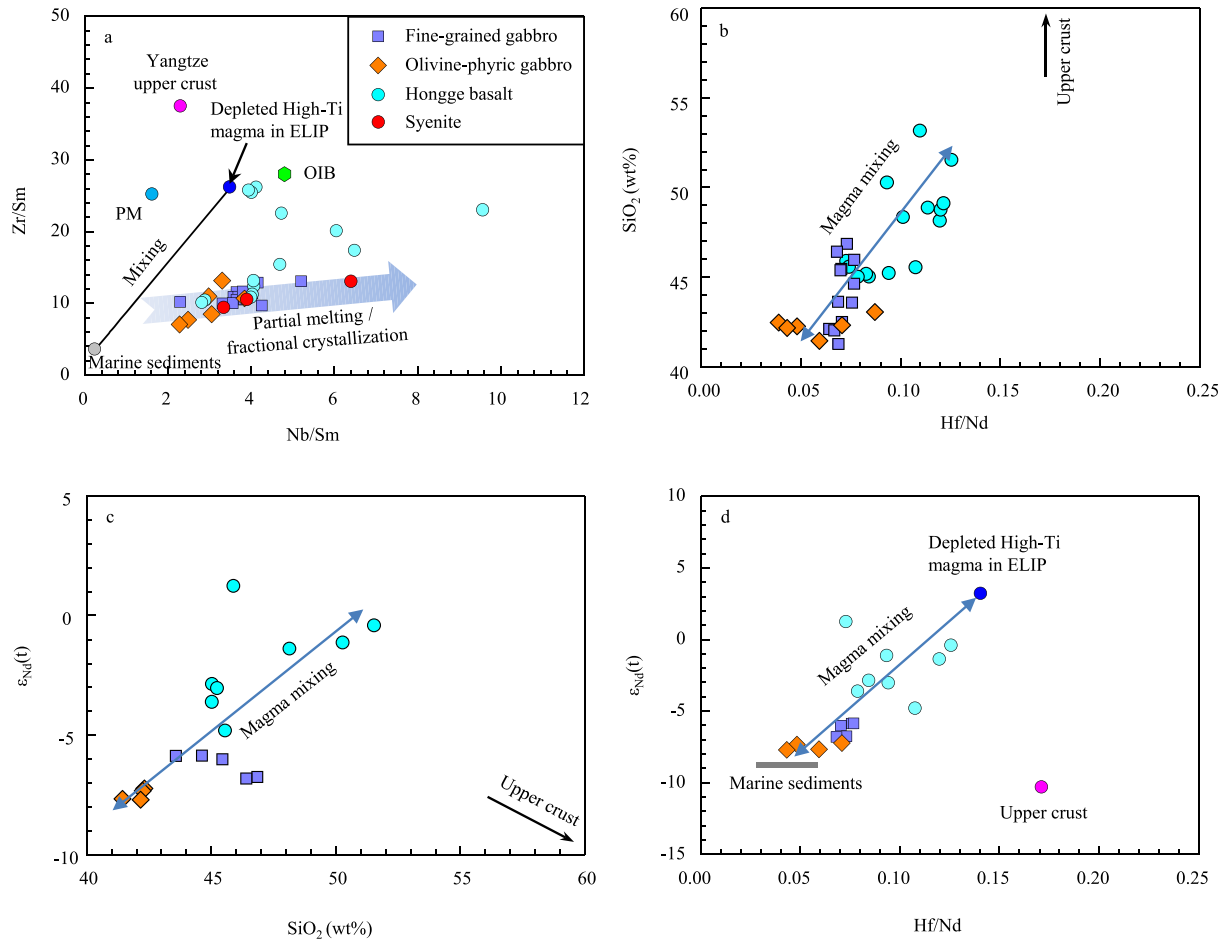 a
50
40
30
20
10
0
Zr/Sm
0
2
4
6
8
10
12
Nb/Sm
Yangtze
upper crust
Depleted High-Ti
magma in ELIP
Fine-grained gabbro
Olivine-phyric gabbro
Hongge basalt
Syenite
OIB
PM
Mixing
Partial melting /
fractional crystallization
Marine sediments
b
60
55
50
45
40
SiO₂ (wt%)
0.00
0.05
0.10
0.15
0.20
0.25
Hf/Nd
Upper crust
Magma mixing
c
5
0
-5
-10
εNd(t)
40
45
50
55
60
SiO₂ (wt%)
Magma mixing
Upper crust
d
10
5
0
-5
-10
-15
εNd(t)
0.00
0.05
0.10
0.15
0.20
0.25
Hf/Nd
Depleted High-Ti
magma in ELIP
Magma mixing
Marine sediments
Upper crust